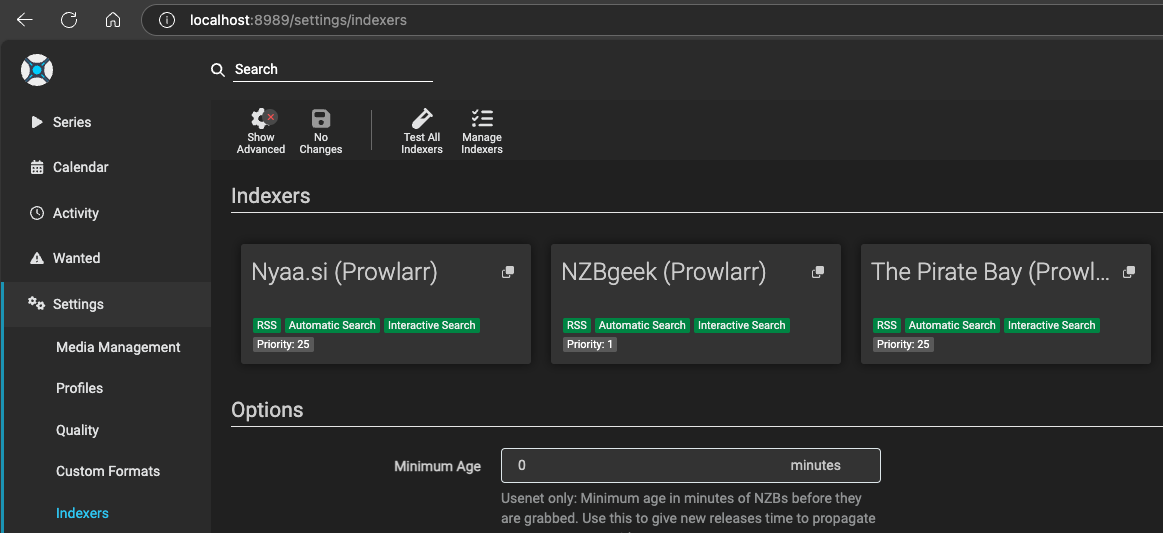 localhost:8989/settings/indexers
Search
Series
Calendar
Activity
Wanted
Settings
Media Management
Profiles
Quality
Custom Formats
Indexers
Show
Advanced
No
Changes
Test All
Indexers
Manage
Indexers
Indexers
Nyaa.si (Prowlarr)
RSS Automatic Search Interactive Search
Priority: 25
NZBgeek (Prowlarr)
RSS Automatic Search Interactive Search
Priority: 1
The Pirate Bay (Prowl...
RSS Automatic Search Interactive Search
Priority: 25
Options
Minimum Age 0 minutes
Usenet only: Minimum age in minutes of NZBs before they
are grabbed. Use this to give new releases time to propagate